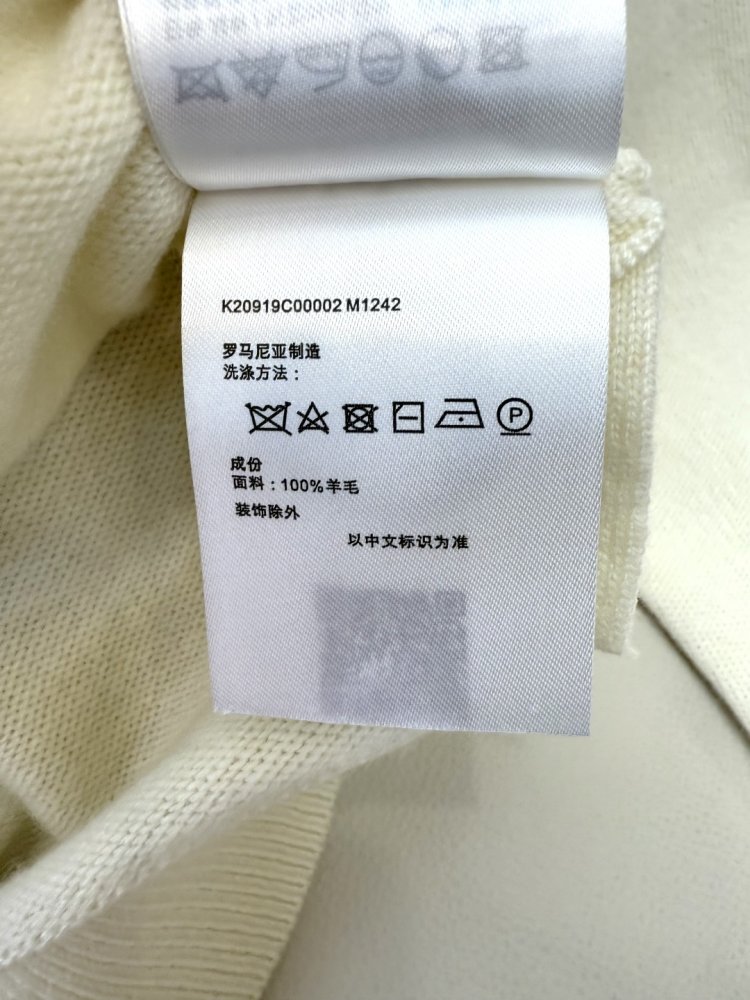 K20919C00002 M1242
罗马尼亚制造
洗涤方法：
P
成份
面料：100%羊毛
装饰除外
以中文标识为准